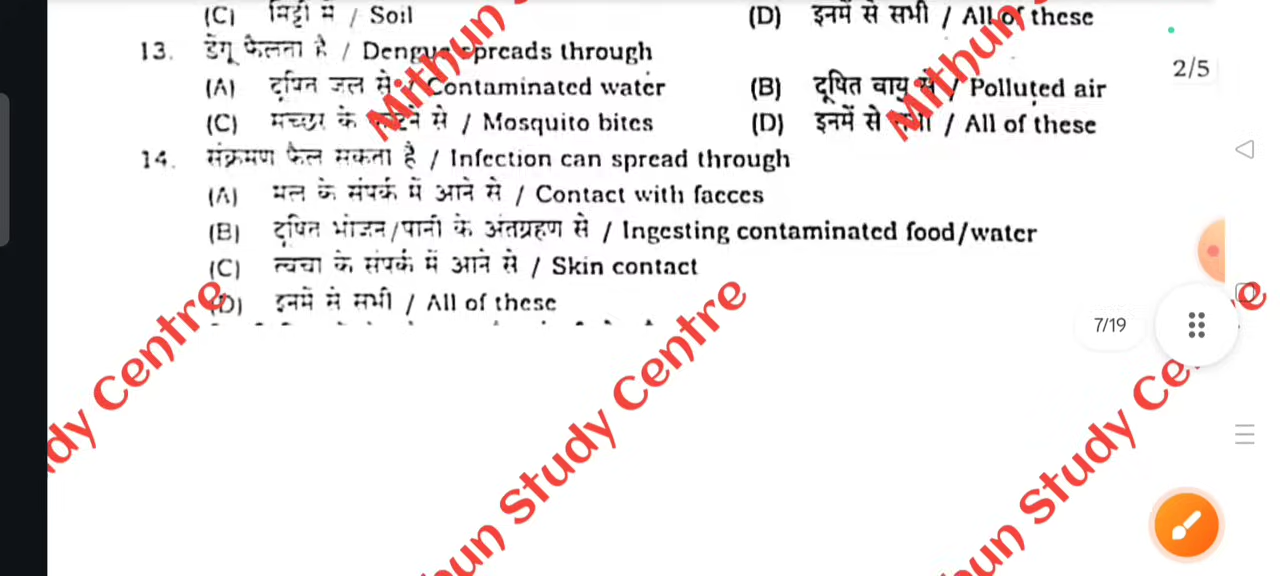 (C) मिट्टी में / Soil (D) इनमें से सभी / All of these
13. डेंगू फैलता है / Dengue spreads through
2/5
(A) दूषित जल से / Contaminated water (B) दूषित वायु से / Polluted air
(C) मच्छर के काटने से / Mosquito bites (D) इनमें से सभी / All of these
14. संक्रमण फैल सकता है / Infection can spread through
(A) मल के संपर्क में आने से / Contact with faeces
(B) दूषित भोजन/पानी के अंतग्रहण से / Ingesting contaminated food/water
(C) त्वचा के संपर्क में आने से / Skin contact
(D) इनमें से सभी / All of these
7/19
Mithun
Mithun
dy Centre
un Study Centre
un Study Ce
e